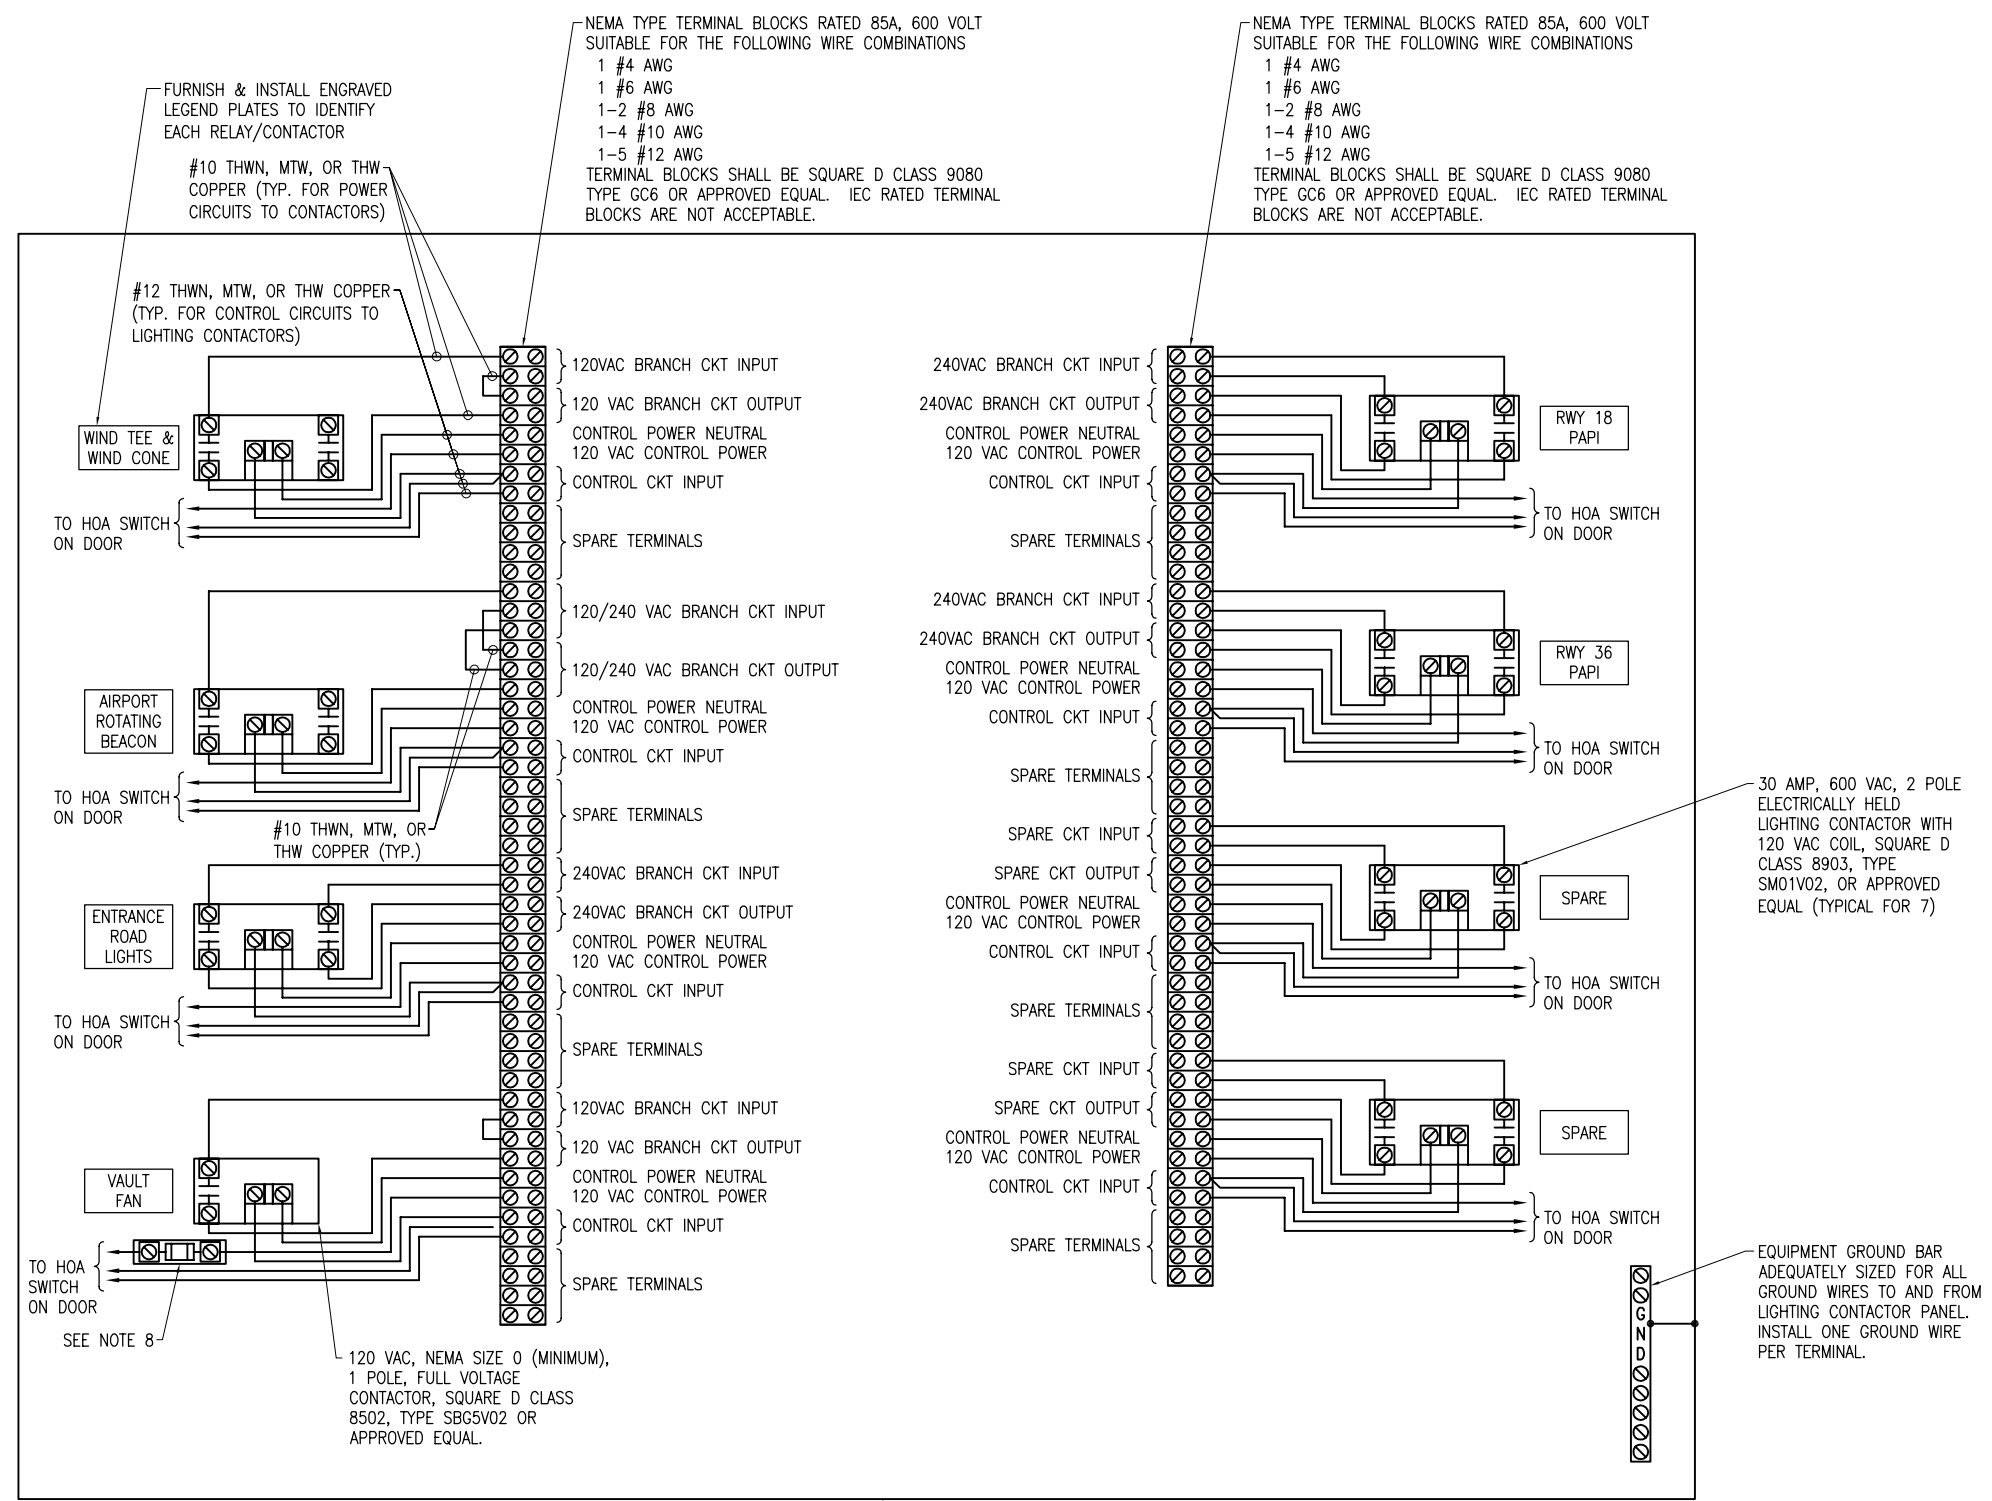 NEMA TYPE TERMINAL BLOCKS RATED 85A, 600 VOLT
SUITABLE FOR THE FOLLOWING WIRE COMBINATIONS
1 #4 AWG
1 #6 AWG
1-2 #8 AWG
1-4 #10 AWG
1-5 #12 AWG
TERMINAL BLOCKS SHALL BE SQUARE D CLASS 9080
TYPE GC6 OR APPROVED EQUAL. IEC RATED TERMINAL
BLOCKS ARE NOT ACCEPTABLE.
NEMA TYPE TERMINAL BLOCKS RATED 85A, 600 VOLT
SUITABLE FOR THE FOLLOWING WIRE COMBINATIONS
1 #4 AWG
1 #6 AWG
1-2 #8 AWG
1-4 #10 AWG
1-5 #12 AWG
TERMINAL BLOCKS SHALL BE SQUARE D CLASS 9080
TYPE GC6 OR APPROVED EQUAL. IEC RATED TERMINAL
BLOCKS ARE NOT ACCEPTABLE.
FURNISH & INSTALL ENGRAVED
LEGEND PLATES TO IDENTIFY
EACH RELAY/CONTACTOR
#10 THWN, MTW, OR THW
COPPER (TYP. FOR POWER
CIRCUITS TO CONTACTORS)
#12 THWN, MTW, OR THW COPPER
(TYP. FOR CONTROL CIRCUITS TO
LIGHTING CONTACTORS)
WIND TEE &
WIND CONE
TO HOA SWITCH
ON DOOR
120VAC BRANCH CKT INPUT
120 VAC BRANCH CKT OUTPUT
CONTROL POWER NEUTRAL
120 VAC CONTROL POWER
CONTROL CKT INPUT
SPARE TERMINALS
AIRPORT
ROTATING
BEACON
TO HOA SWITCH
ON DOOR
#10 THWN, MTW, OR
THW COPPER (TYP.)
120/240 VAC BRANCH CKT INPUT
120/240 VAC BRANCH CKT OUTPUT
CONTROL POWER NEUTRAL
120 VAC CONTROL POWER
CONTROL CKT INPUT
SPARE TERMINALS
ENTRANCE
ROAD
LIGHTS
TO HOA SWITCH
ON DOOR
240VAC BRANCH CKT INPUT
240VAC BRANCH CKT OUTPUT
CONTROL POWER NEUTRAL
120 VAC CONTROL POWER
CONTROL CKT INPUT
SPARE TERMINALS
VAULT
FAN
TO HOA
SWITCH
ON DOOR
SEE NOTE 8
120VAC BRANCH CKT INPUT
120 VAC BRANCH CKT OUTPUT
CONTROL POWER NEUTRAL
120 VAC CONTROL POWER
CONTROL CKT INPUT
SPARE TERMINALS
120 VAC, NEMA SIZE 0 (MINIMUM),
1 POLE, FULL VOLTAGE
CONTACTOR, SQUARE D CLASS
8502, TYPE SBG5V02 OR
APPROVED EQUAL.
240VAC BRANCH CKT INPUT
240VAC BRANCH CKT OUTPUT
CONTROL POWER NEUTRAL
120 VAC CONTROL POWER
CONTROL CKT INPUT
SPARE TERMINALS
RWY 18
PAPI
TO HOA SWITCH
ON DOOR
240VAC BRANCH CKT INPUT
240VAC BRANCH CKT OUTPUT
CONTROL POWER NEUTRAL
120 VAC CONTROL POWER
CONTROL CKT INPUT
SPARE TERMINALS
RWY 36
PAPI
TO HOA SWITCH
ON DOOR
SPARE CKT INPUT
SPARE CKT OUTPUT
CONTROL POWER NEUTRAL
120 VAC CONTROL POWER
CONTROL CKT INPUT
SPARE TERMINALS
SPARE
TO HOA SWITCH
ON DOOR
30 AMP, 600 VAC, 2 POLE
ELECTRICALLY HELD
LIGHTING CONTACTOR WITH
120 VAC COIL, SQUARE D
CLASS 8903, TYPE
SMO1V02, OR APPROVED
EQUAL (TYPICAL FOR 7)
SPARE CKT INPUT
SPARE CKT OUTPUT
CONTROL POWER NEUTRAL
120 VAC CONTROL POWER
CONTROL CKT INPUT
SPARE TERMINALS
SPARE
TO HOA SWITCH
ON DOOR
G
N
D
EQUIPMENT GROUND BAR
ADEQUATELY SIZED FOR ALL
GROUND WIRES TO AND FROM
LIGHTING CONTACTOR PANEL.
INSTALL ONE GROUND WIRE
PER TERMINAL.